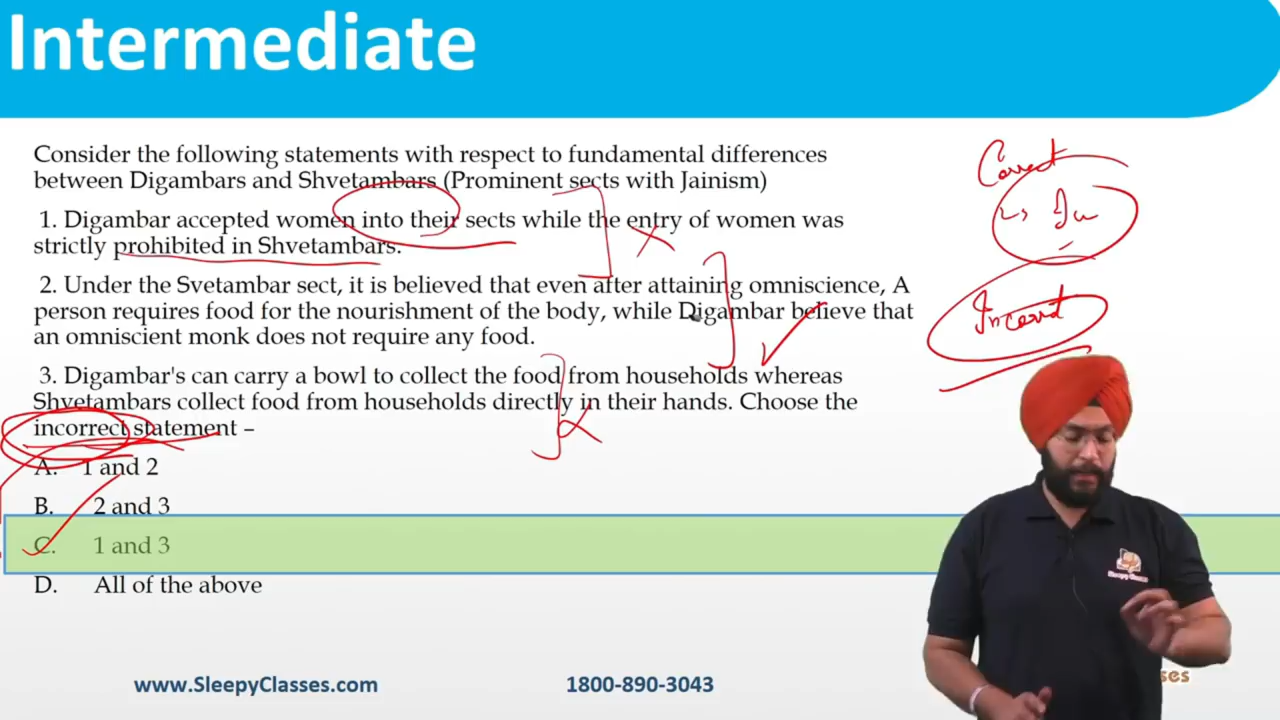 Intermediate
Consider the following statements with respect to fundamental differences
between Digambars and Shvetambars (Prominent sects with Jainism)
1. Digambar accepted women into their sects while the entry of women was
strictly prohibited in Shvetambars.
2. Under the Svetambar sect, it is believed that even after attaining omniscience, A
person requires food for the nourishment of the body, while Digambar believe that
an omniscient monk does not require any food.
3. Digambar's can carry a bowl to collect the food from households whereas
Shvetambars collect food from households directly in their hands. Choose the
incorrect statement –
A. 1 and 2
B. 2 and 3
C. 1 and 3
D. All of the above
Correct
Incorrect
Sleepy Classes
www.SleepyClasses.com
1800-890-3043